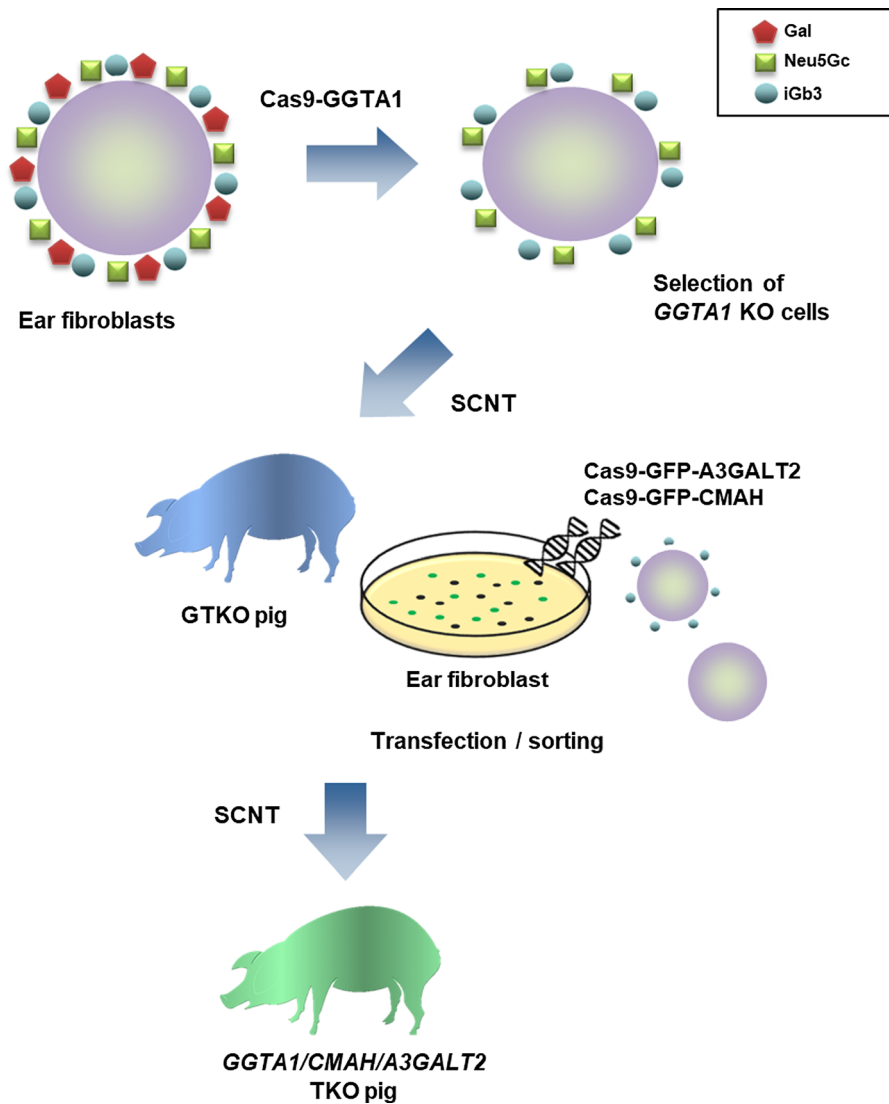 Gal
Neu5Gc
iGb3
Cas9-GGTA1
Ear fibroblasts
Selection of
GGTA1 KO cells
SCNT
Cas9-GFP-A3GALT2
Cas9-GFP-CMAH
GTKO pig
Ear fibroblast
Transfection / sorting
SCNT
GGTA1/CMAH/A3GALT2
TKO pig